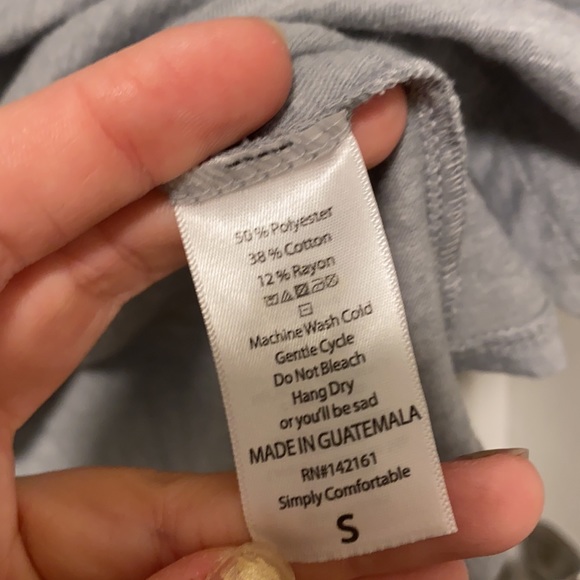 50 % Polyester
38 % Cotton
12 % Rayon
Machine Wash Cold
Gentle Cycle
Do Not Bleach
Hang Dry
or you'll be sad
MADE IN GUATEMALA
RN#142161
Simply Comfortable
S